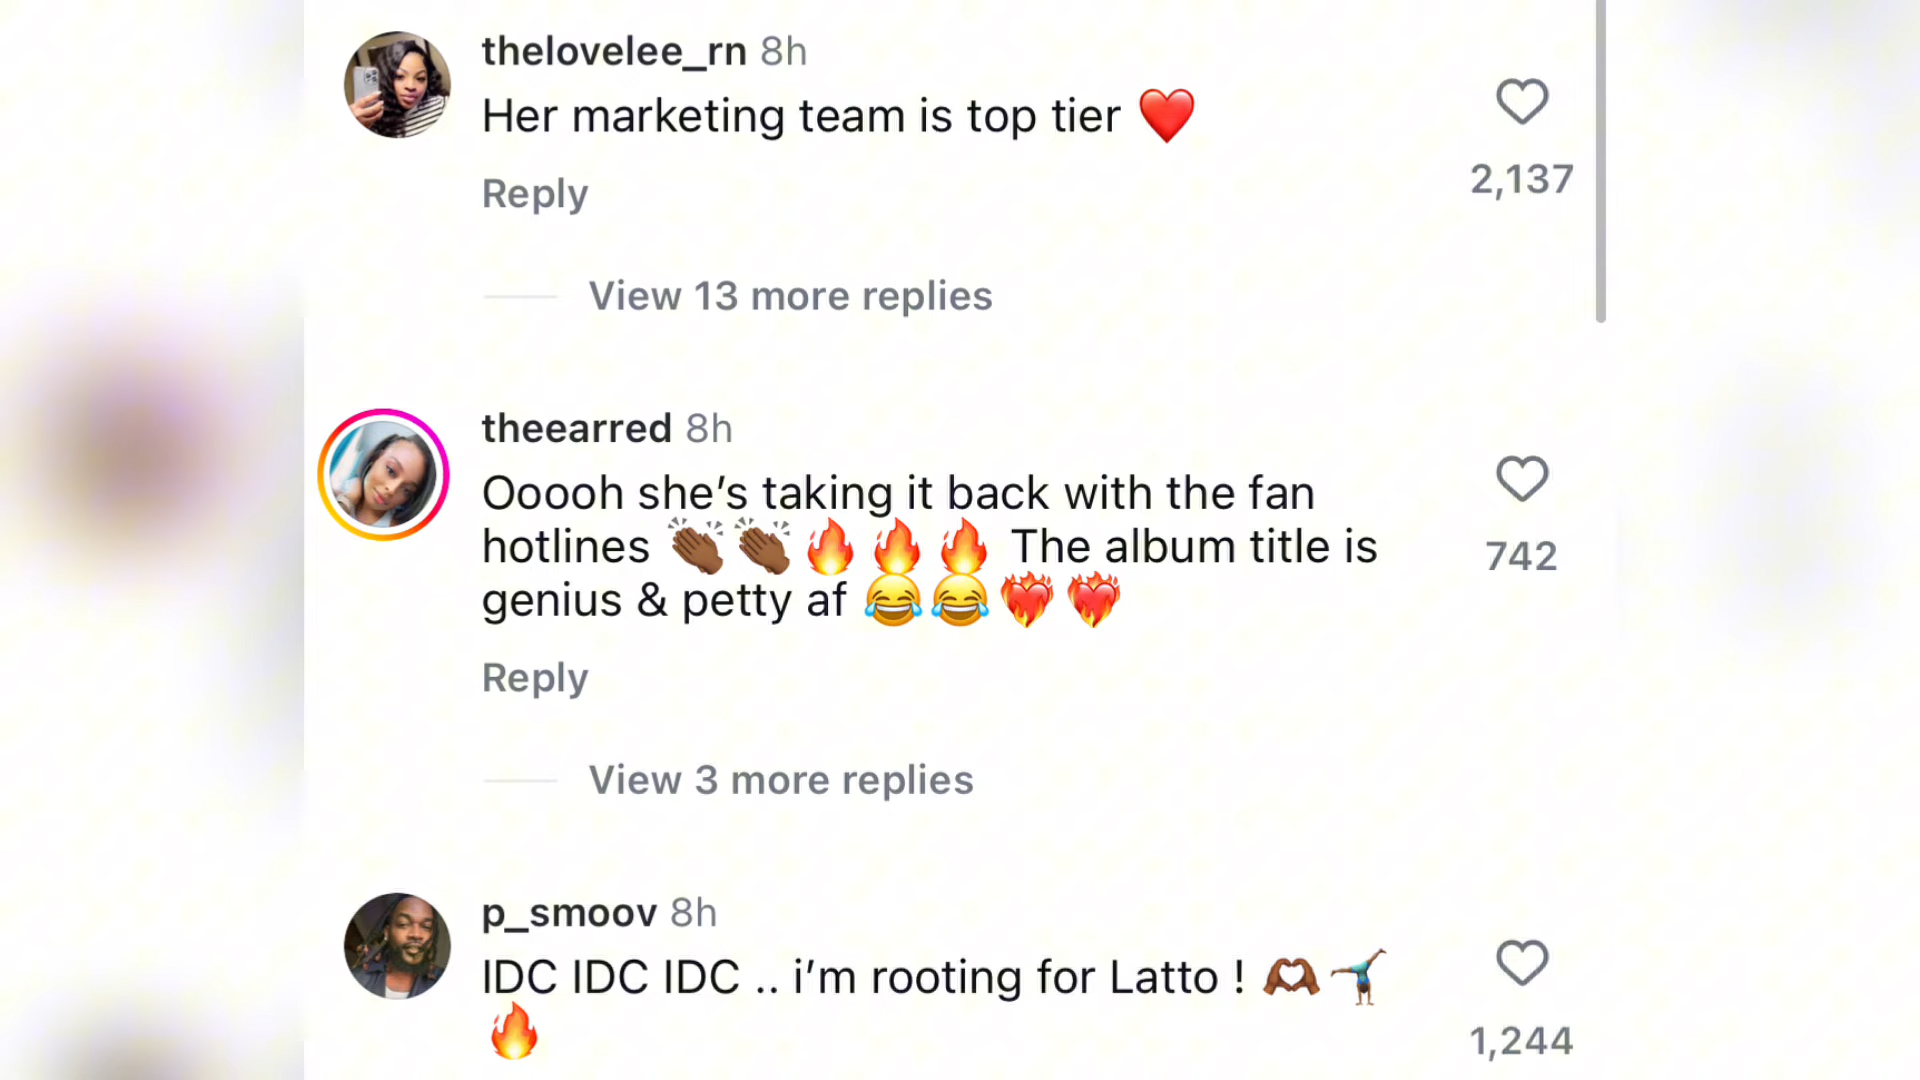 thelovelee_rn 8h
Her marketing team is top tier ❤️
2,137
Reply
View 13 more replies
theearred 8h
Ooooh she’s taking it back with the fan
hotlines 👏🏾👏🏾🔥🔥🔥 The album title is
genius & petty af 😂😂❤️‍🔥❤️‍🔥
742
Reply
View 3 more replies
p_smoov 8h
IDC IDC IDC .. i’m rooting for Latto ! 🫶🏾🤸🏾
🔥
1,244